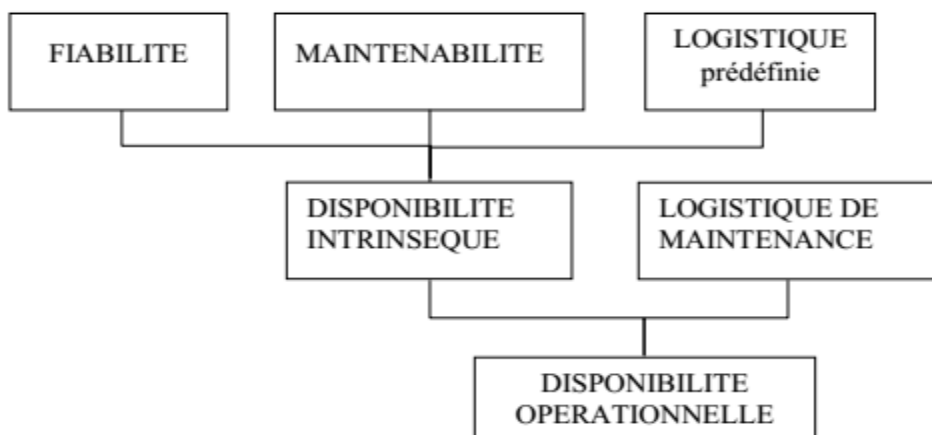 FIABILITE
MAINTENABILITE
LOGISTIQUE
prédéfinie
DISPONIBILITE
INTRINSEQUE
LOGISTIQUE DE
MAINTENANCE
DISPONIBILITE
OPERATIONNELLE